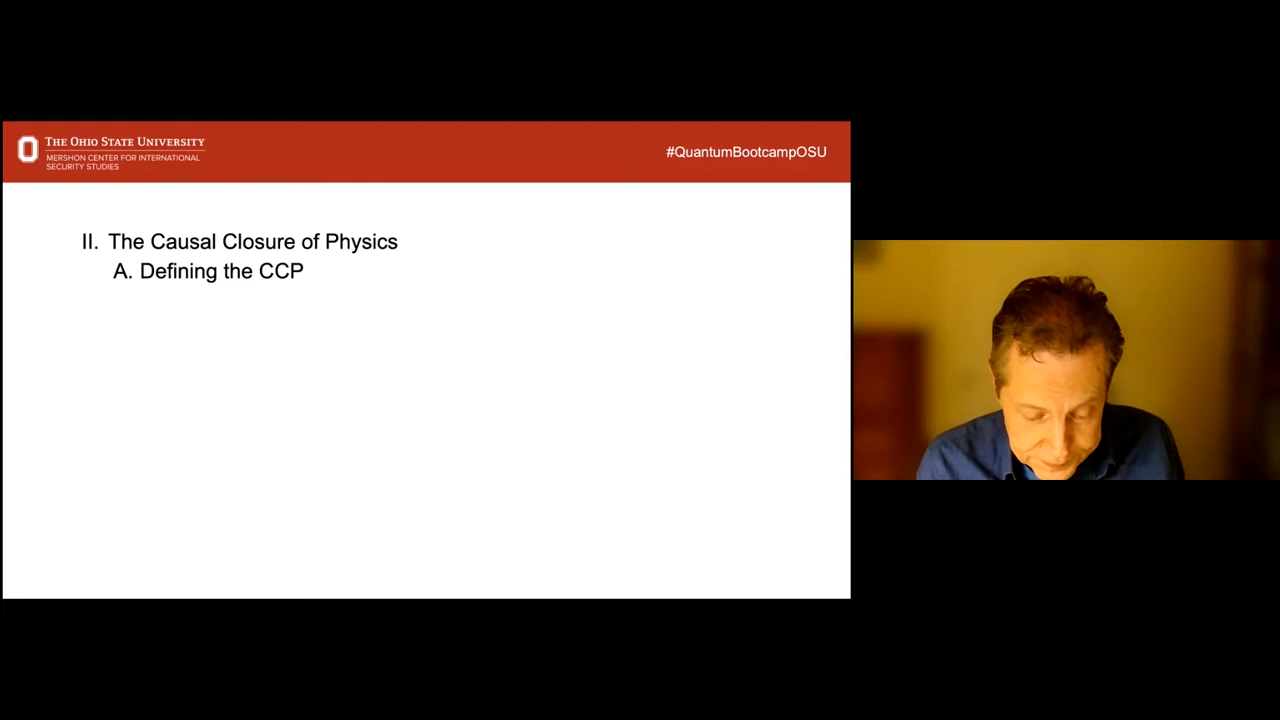 THE OHIO STATE UNIVERSITY
MERSHON CENTER FOR INTERNATIONAL
SECURITY STUDIES
#QuantumBootcampOSU
II. The Causal Closure of Physics
A. Defining the CCP